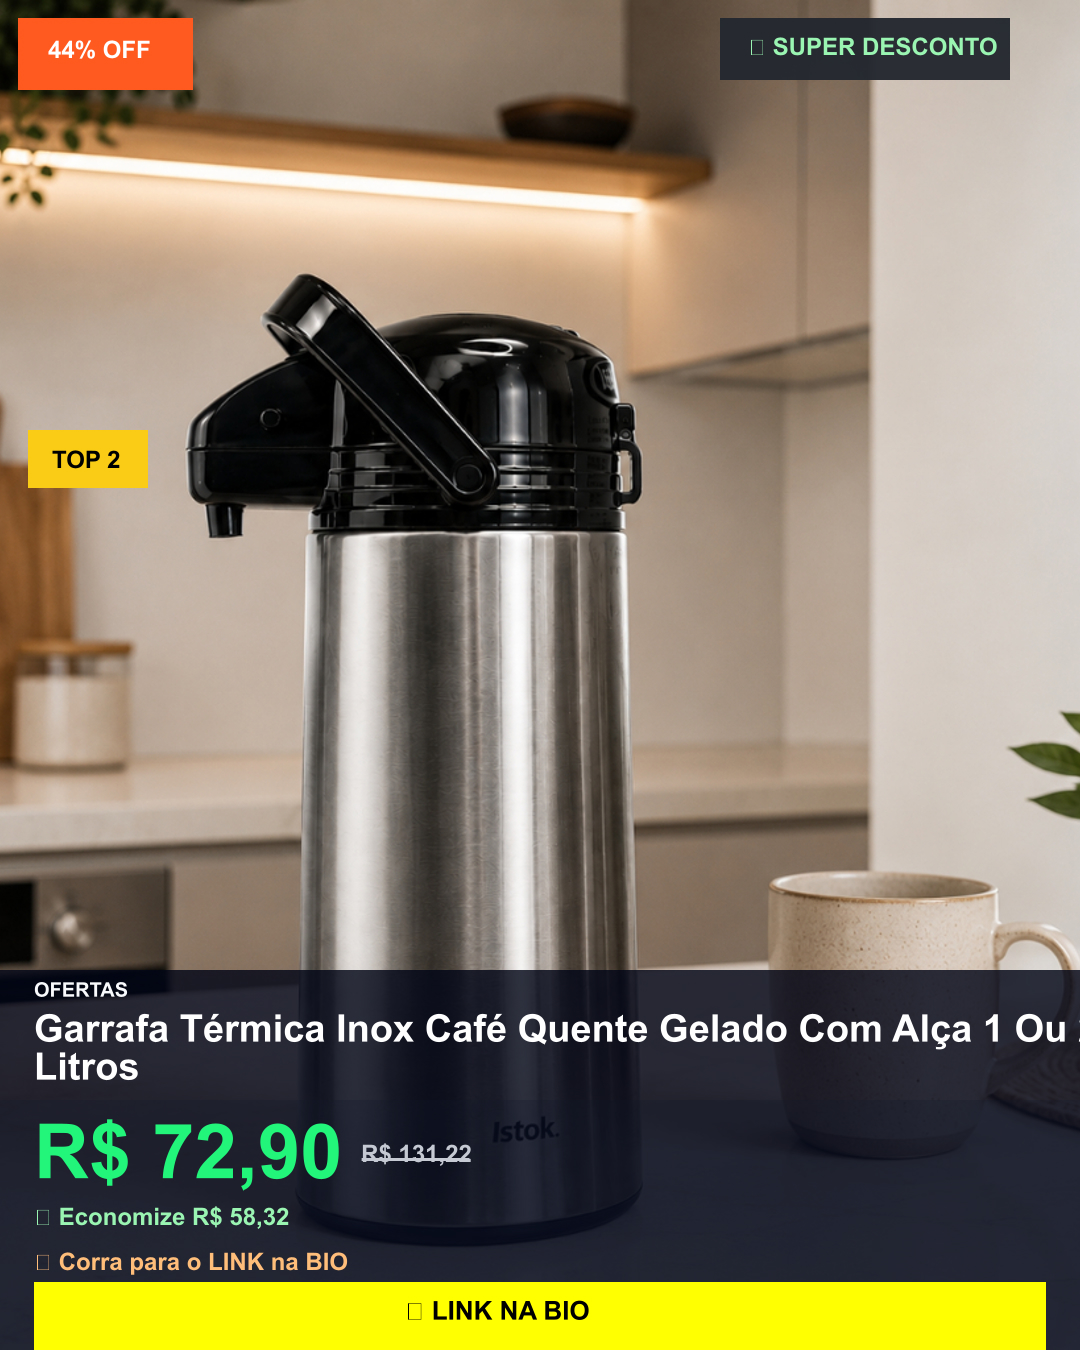 44% OFF
SUPER DESCONTO
TOP 2
OFERTAS
Garrafa Térmica Inox Café Quente Gelado Com Alça 1 Ou
Litros
R$ 72,90 R$ 131,22
Istok.
Economize R$ 58,32
Corra para o LINK na BIO
LINK NA BIO